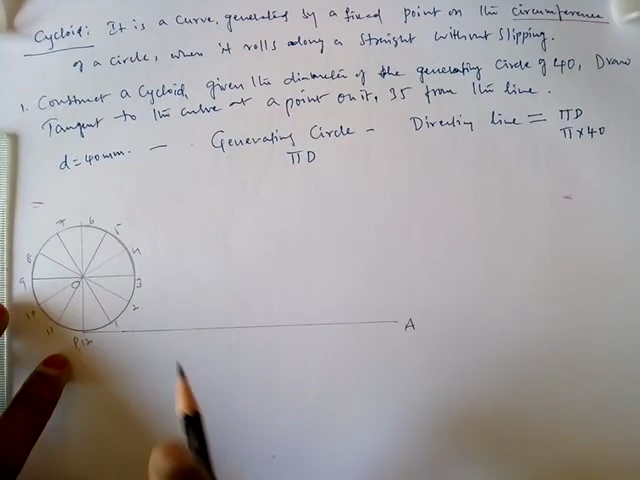 Cycloid: It is a curve, generated by a fixed point on the circumference
of a circle, when it rolls along a straight without slipping.
1. Construct a cycloid, given the diameter of the generating circle of 40, Draw
Tangent to the curve at a point on it, 35 from the line.
d=40mm. — Generating Circle – Directing line = πD
πD
π×40
7 6 5
8 4
9 O 3
10 2
11 1
P,12
A